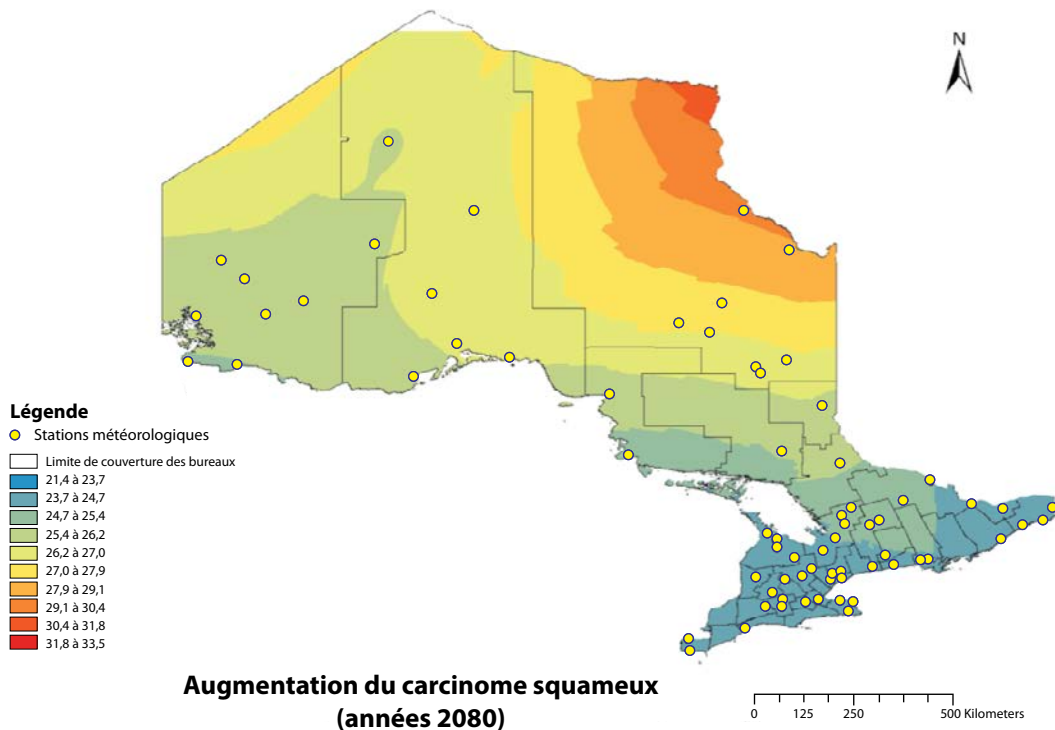 N
Légende
Stations météorologiques
Limite de couverture des bureaux
21,4 à 23,7
23,7 à 24,7
24,7 à 25,4
25,4 à 26,2
26,2 à 27,0
27,0 à 27,9
27,9 à 29,1
29,1 à 30,4
30,4 à 31,8
31,8 à 33,5
Augmentation du carcinome squameux
(années 2080)
0 125 250 500 Kilometers